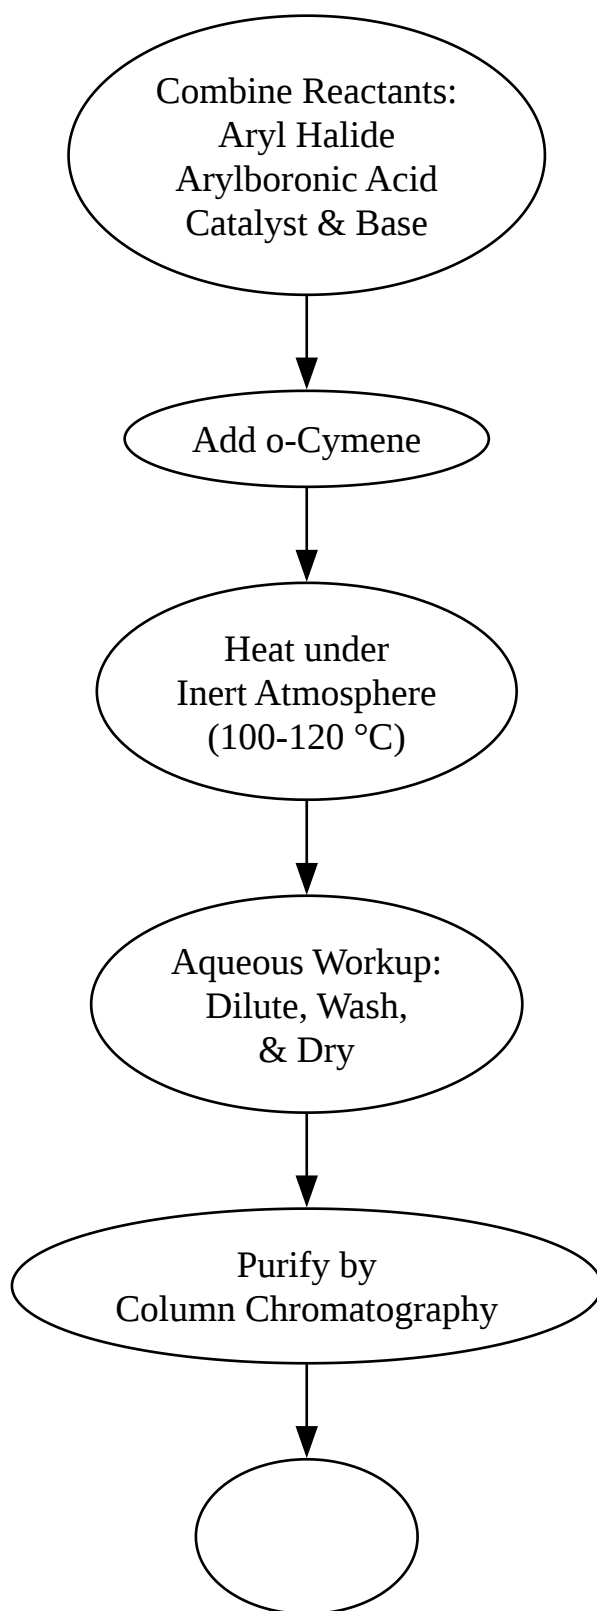 Combine Reactants:
Aryl Halide
Arylboronic Acid
Catalyst & Base
Add o-Cymene
Heat under
Inert Atmosphere
(100-120 °C)
Aqueous Workup:
Dilute, Wash,
& Dry
Purify by
Column Chromatography